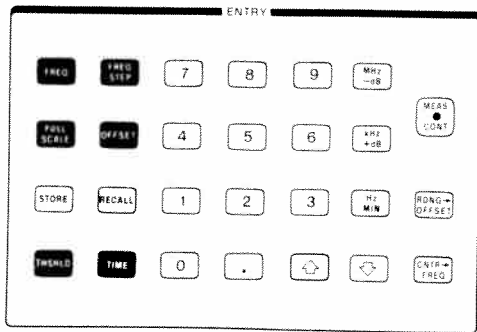 ENTRY
FREQ
FREQ
STEP
7
8
9
MHz
-dB
MEAS
CONT
FULL
SCALE
OFFSET
4
5
6
kHz
+dB
STORE
RECALL
1
2
3
Hz
MIN
RDNG→
OFFSET
THSHLD
TIME
0
.
CNTR→
FREQ